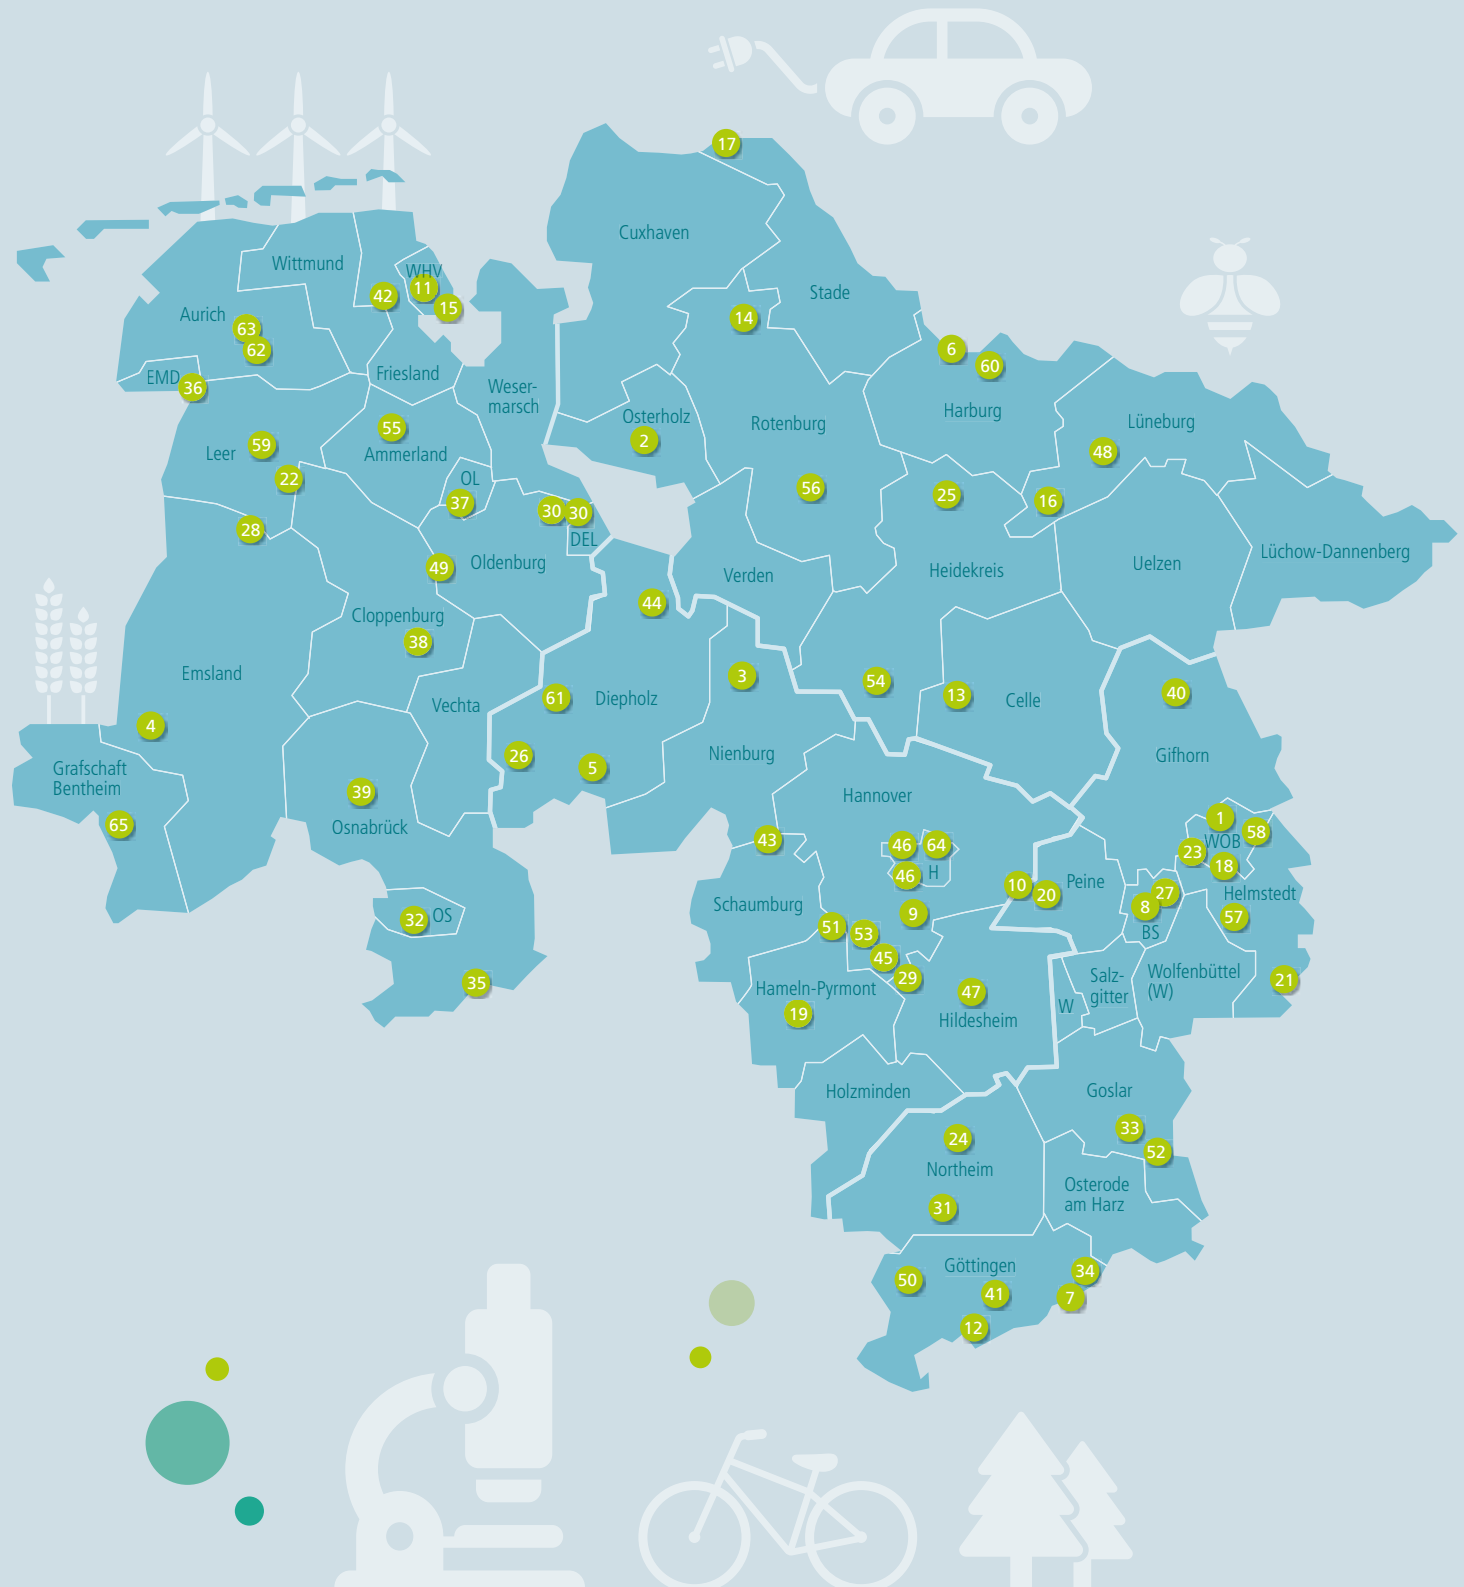 17
Cuxhaven
Wittmund
WHV
11
42
15
Stade
Aurich
63
62
14
6
60
EMD
36
Friesland
Weser-
marsch
Harburg
Osterholz
2
Rotenburg
Lüneburg
55
Ammerland
59
Leer
22
48
OL
37
56
25
16
30
30
DEL
28
49
Oldenburg
Verden
Heidekreis
Uelzen
Lüchow-Dannenberg
44
Cloppenburg
38
Emsland
3
54
13
Celle
40
61
Diepholz
Vechta
4
26
5
Nienburg
Gifhorn
Grafschaft
Bentheim
39
Hannover
65
Osnabrück
43
46
64
46
H
1
WOB
58
23
18
10
20
Peine
27
8
BS
Helmstedt
57
Schaumburg
9
32
OS
51
53
45
29
35
Hameln-Pyrmont
19
47
Hildesheim
W
Salz-
gitter
Wolfenbüttel
(W)
21
Holzminden
Goslar
33
52
24
Northeim
31
Osterode
am Harz
Göttingen
50
41
34
7
12